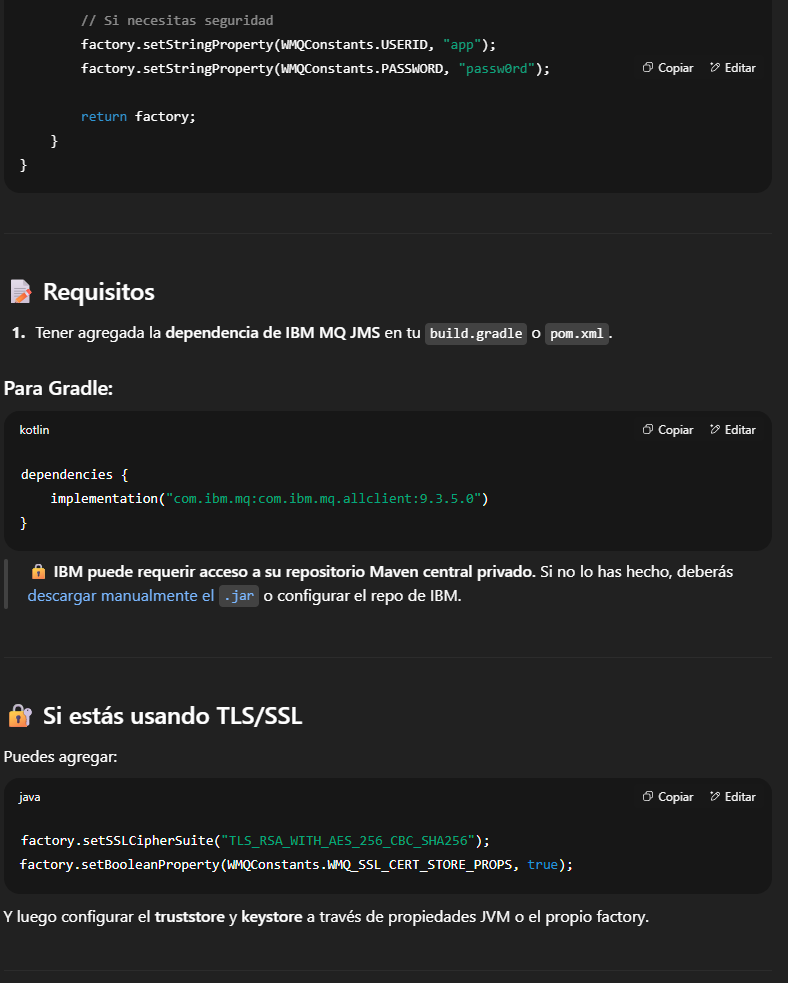 // Si necesitas seguridad
factory.setStringProperty(WMQConstants.USERID, "app");
factory.setStringProperty(WMQConstants.PASSWORD, "passw0rd");
Copiar Editar
return factory;
}
}
📝 Requisitos
1. Tener agregada la dependencia de IBM MQ JMS en tu build.gradle o pom.xml.
Para Gradle:
kotlin Copiar Editar
dependencies {
implementation("com.ibm.mq:com.ibm.mq.allclient:9.3.5.0")
}
🔒 IBM puede requerir acceso a su repositorio Maven central privado. Si no lo has hecho, deberás
descargar manualmente el .jar o configurar el repo de IBM.
🔐 Si estás usando TLS/SSL
Puedes agregar:
java Copiar Editar
factory.setSSLCipherSuite("TLS_RSA_WITH_AES_256_CBC_SHA256");
factory.setBooleanProperty(WMQConstants.WMQ_SSL_CERT_STORE_PROPS, true);
Y luego configurar el truststore y keystore a través de propiedades JVM o el propio factory.